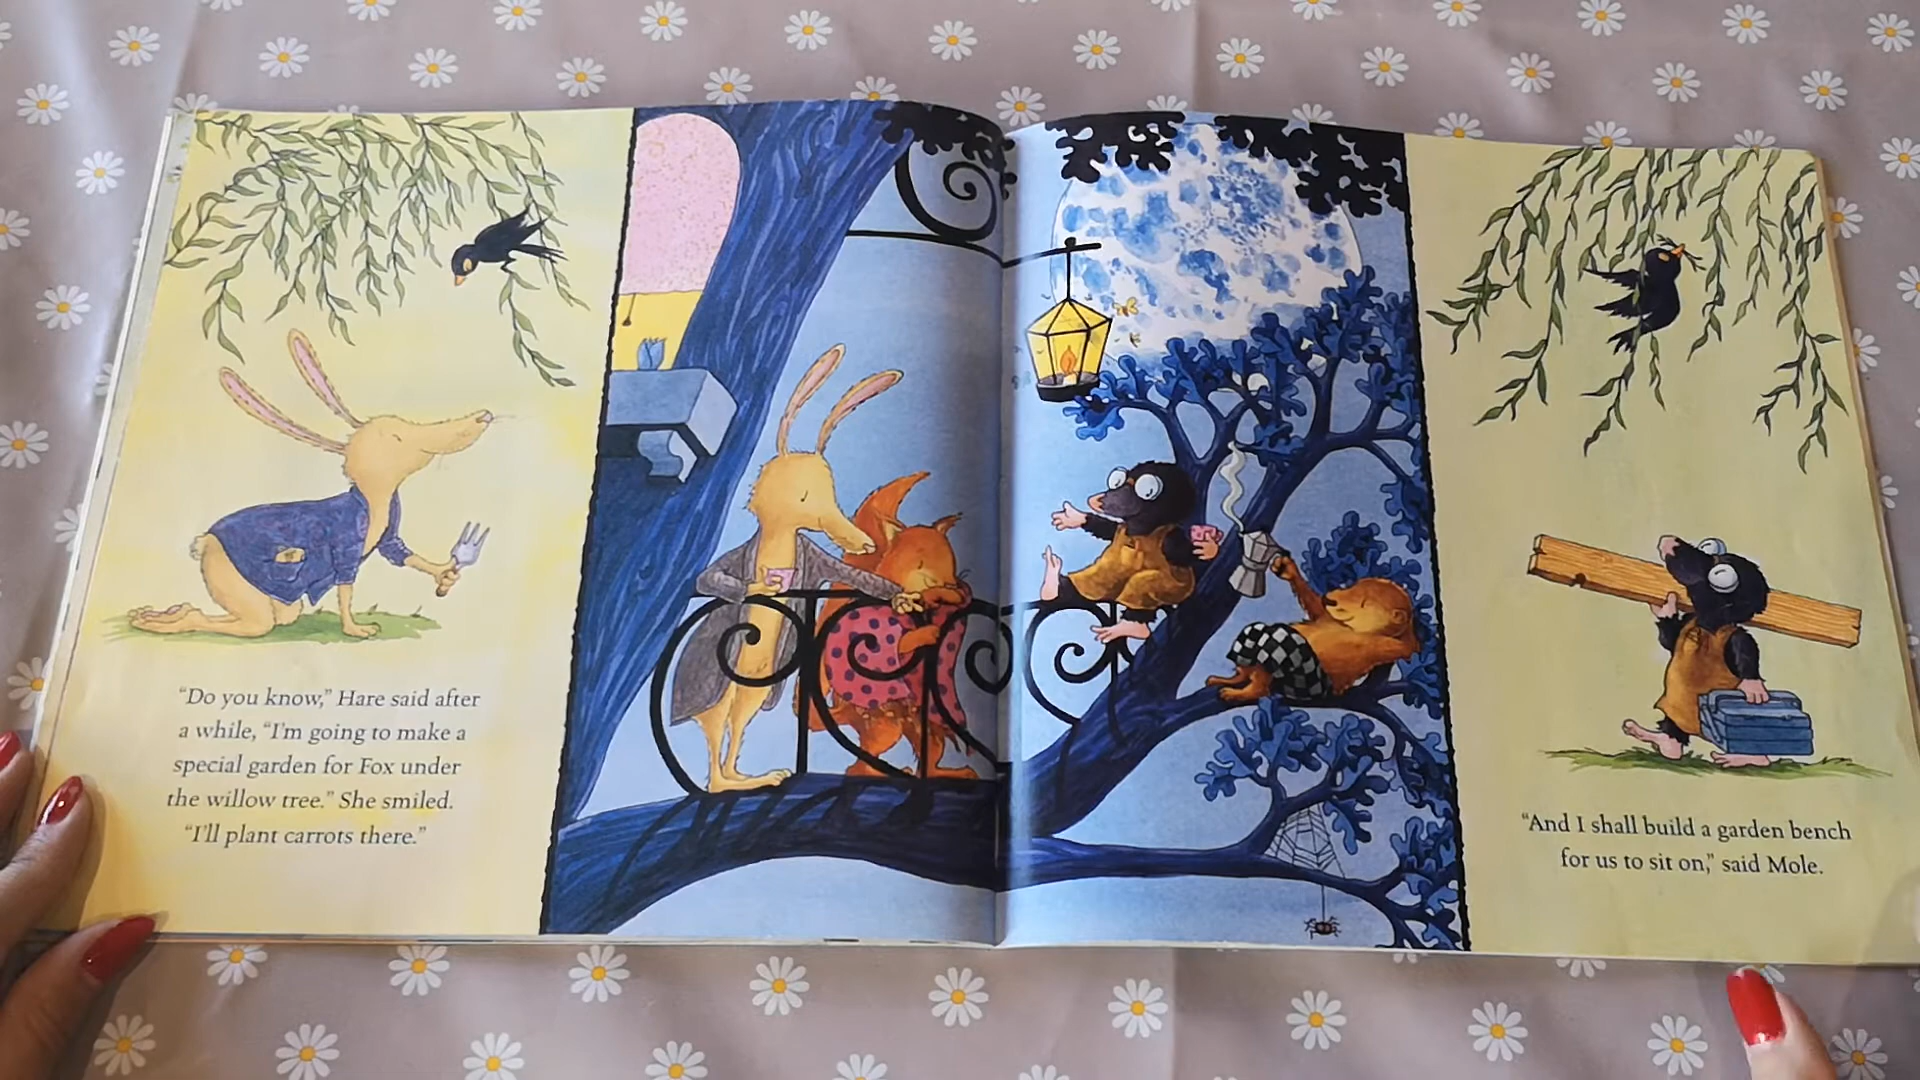 “Do you know,” Hare said after
a while, “I’m going to make a
special garden for Fox under
the willow tree.” She smiled.
“I’ll plant carrots there.”
“And I shall build a garden bench
for us to sit on,” said Mole.